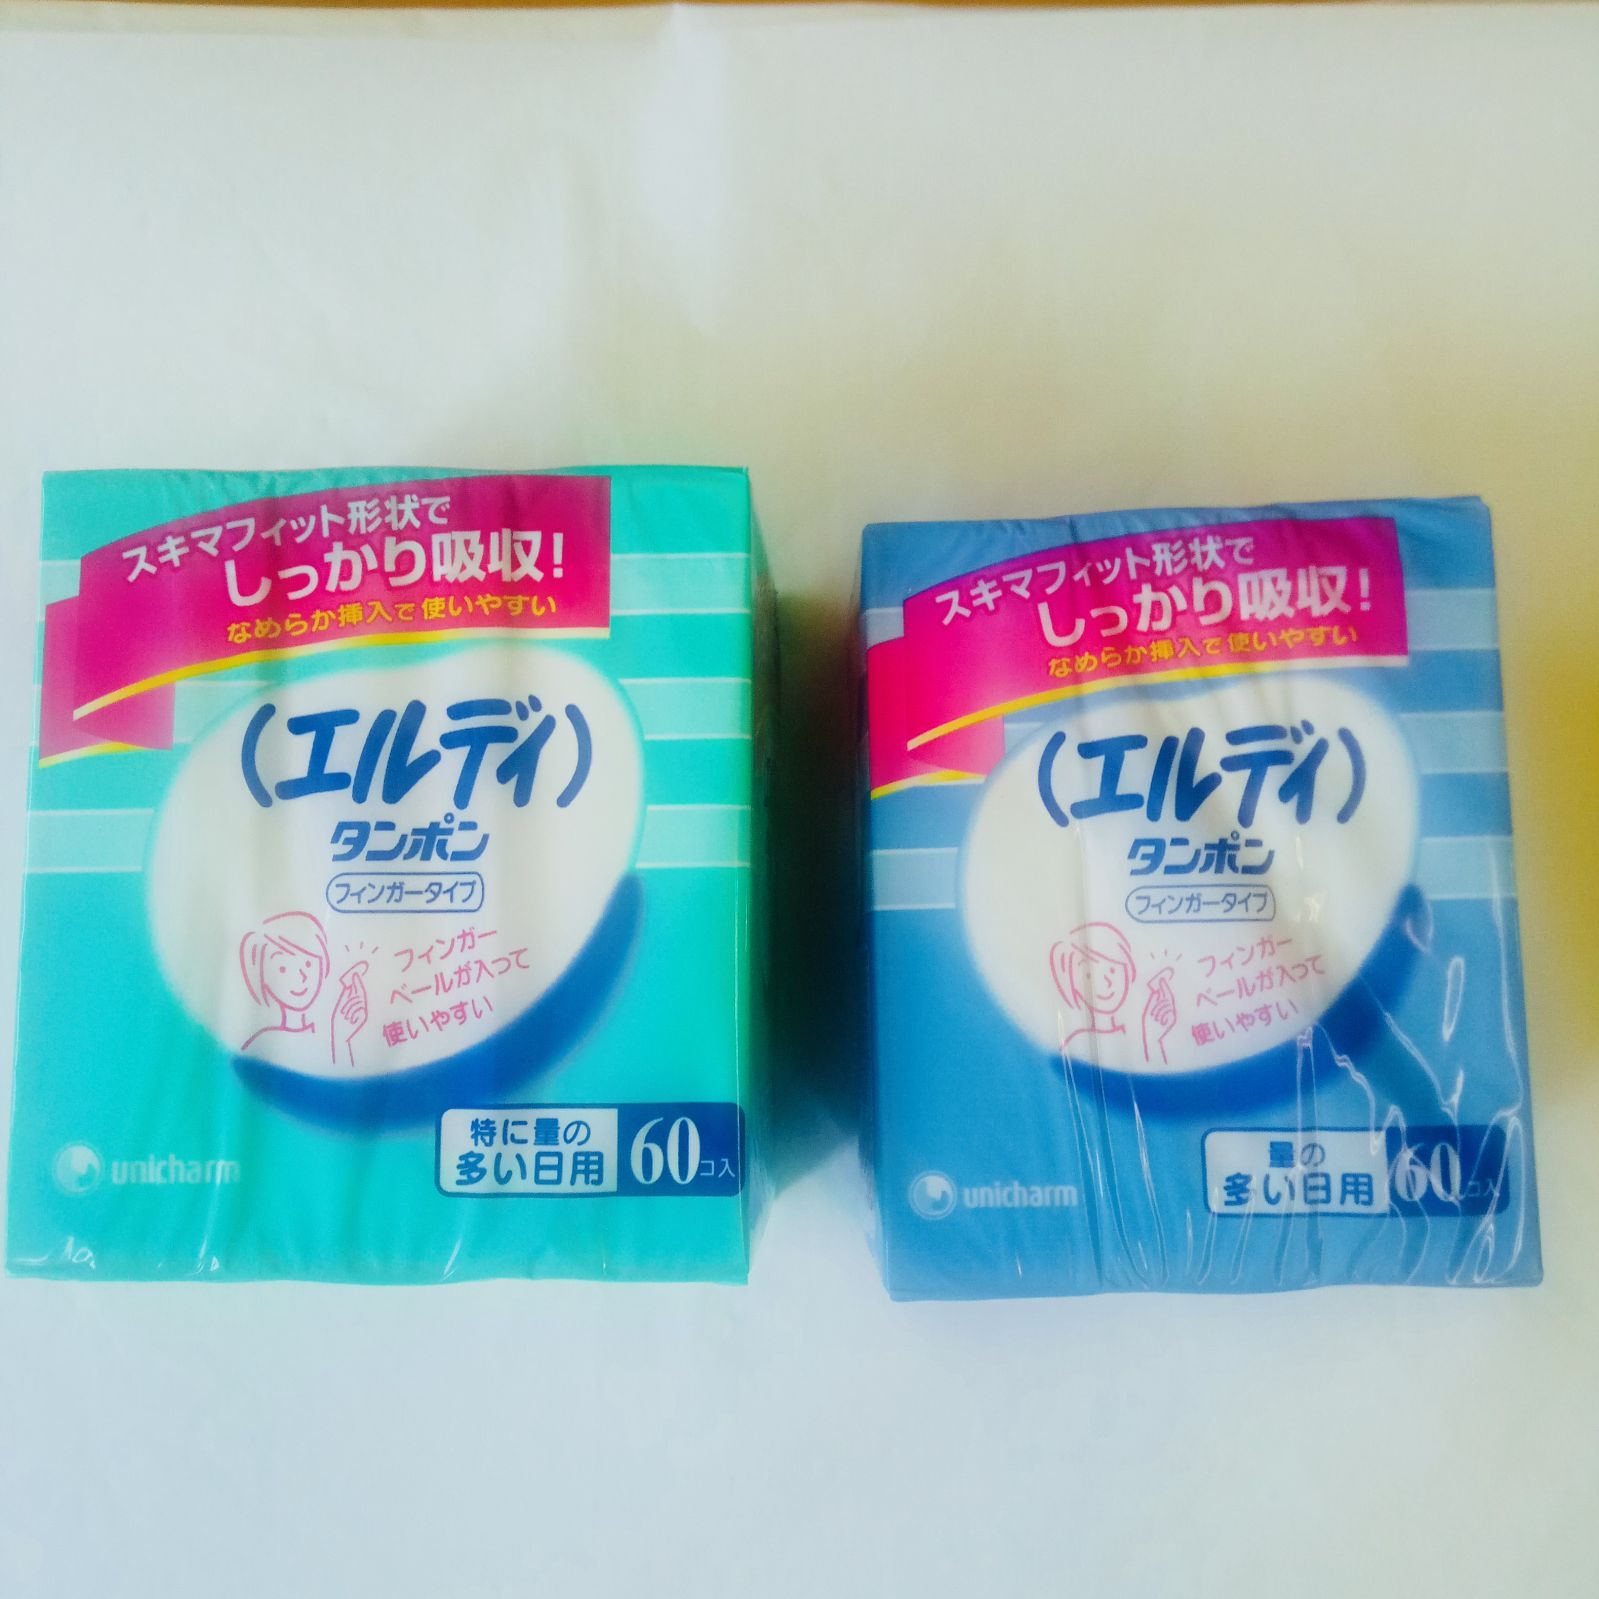 スキマフィット形状で
しっかり吸収!
なめらか挿入で使いやすい
(エルディ)
タンポン
フィンガータイプ
フィンガー
ベールが入って
使いやすい
特に量の
多い日用
60コ入
unicharm
スキマフィット形状で
しっかり吸収!
なめらか挿入で使いやすい
(エルディ)
タンポン
フィンガータイプ
フィンガー
ベールが入って
使いやすい
量の
多い日用
60コ入
unicharm